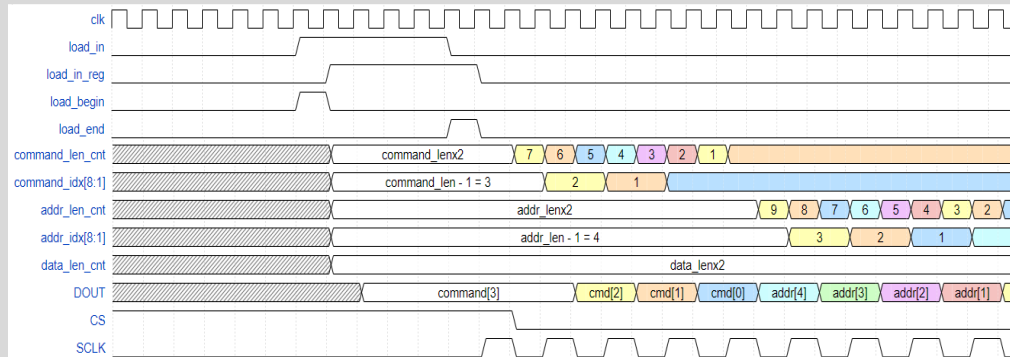 clk
load_in
load_in_reg
load_begin
load_end
command_len_cnt command_lenx2 7 6 5 4 3 2 1
command_idx[8:1] command_len - 1 = 3 2 1
addr_len_cnt addr_lenx2 9 8 7 6 5 4 3 2
addr_idx[8:1] addr_len - 1 = 4 3 2 1
data_len_cnt data_lenx2
DOUT command[3] cmd[2] cmd[1] cmd[0] addr[4] addr[3] addr[2] addr[1]
CS
SCLK